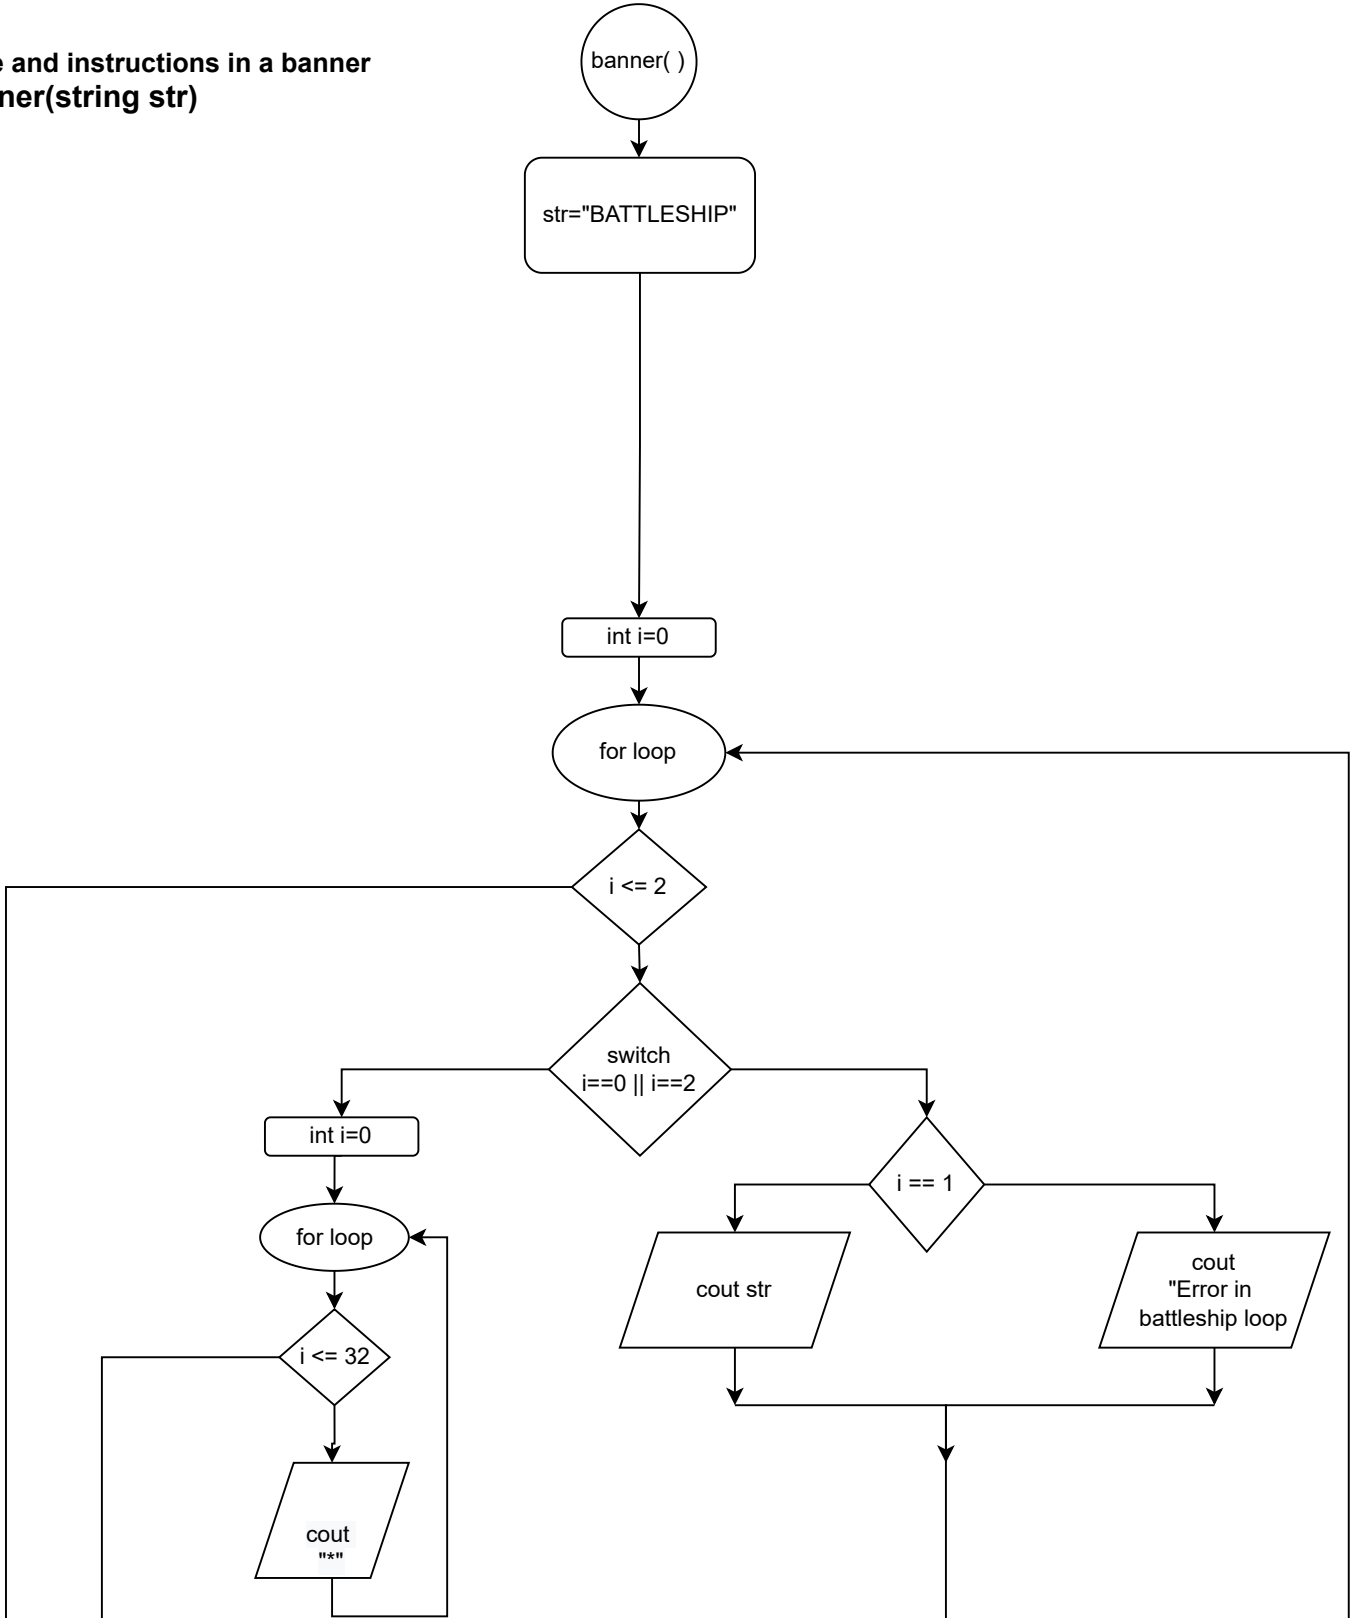 and instructions in a banner
(string str)
banner( )
str="BATTLESHIP"
int i=0
for loop
i <= 2
switch
i==0 || i==2
int i=0
i == 1
for loop
cout str
cout
"Error in
battleship loop
i <= 32
cout
"*"